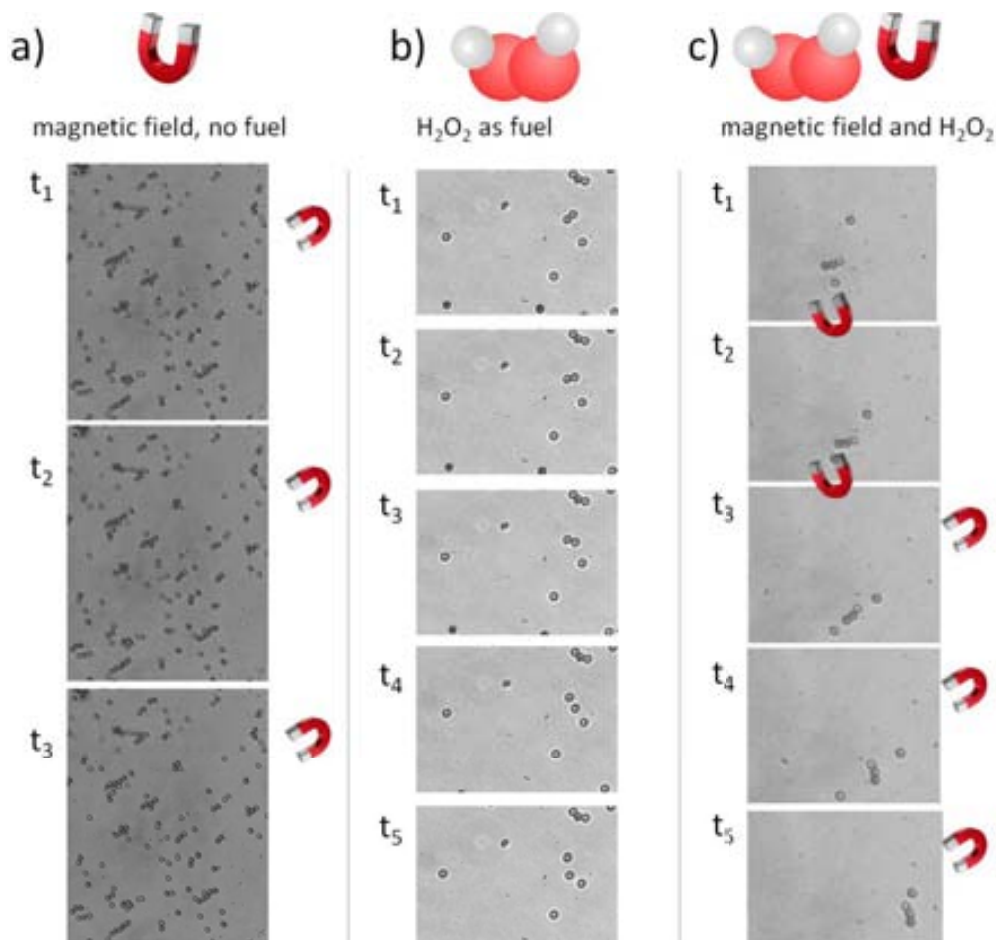 a)
magnetic field, no fuel
t₁
t₂
t₃
b)
H₂O₂ as fuel
t₁
t₂
t₃
t₄
t₅
c)
magnetic field and H₂O₂
t₁
t₂
t₃
t₄
t₅